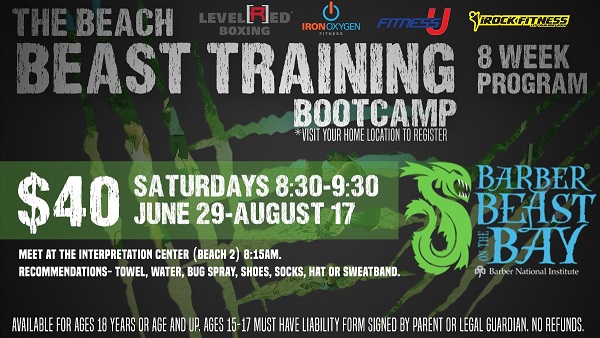 THE BEACH
BEAST TRAINING
BOOTCAMP
*VISIT YOUR HOME LOCATION TO REGISTER
LEVEL RED®
BOXING
IRON OXYGEN
FITNESS
FITNESS U
iROCKFITNESS
8 WEEK
PROGRAM
$40
SATURDAYS 8:30-9:30
JUNE 29-AUGUST 17
MEET AT THE INTERPRETATION CENTER (BEACH 2) 8:15AM.
RECOMMENDATIONS- TOWEL, WATER, BUG SPRAY, SHOES, SOCKS, HAT OR SWEATBAND.
BARBER®
BEAST
ON THE
BAY
Barber National Institute
AVAILABLE FOR AGES 18 YEARS OR AGE AND UP. AGES 15-17 MUST HAVE LIABILITY FORM SIGNED BY PARENT OR LEGAL GUARDIAN. NO REFUNDS.